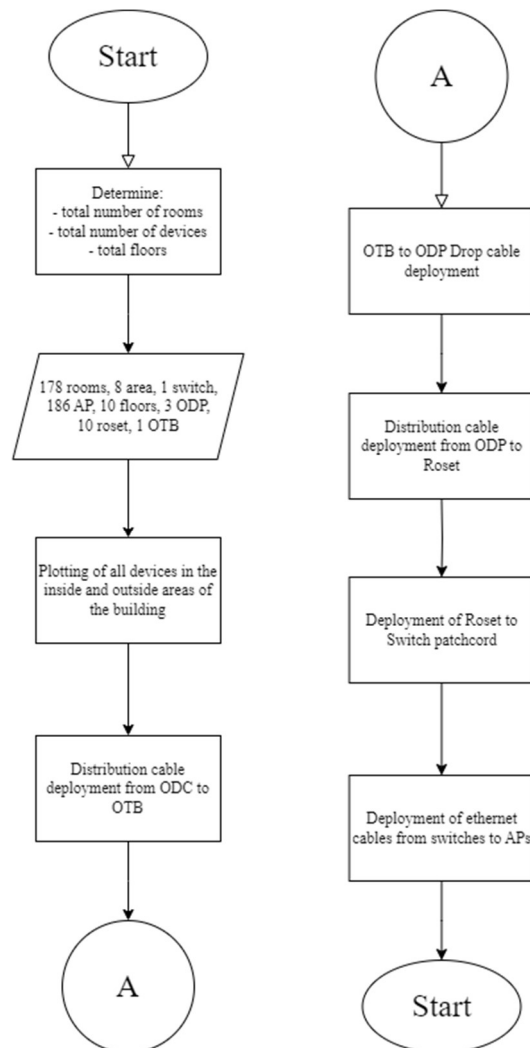 Start
Determine:
- total number of rooms
- total number of devices
- total floors
178 rooms, 8 area, 1 switch,
186 AP, 10 floors, 3 ODP,
10 roset, 1 OTB
Plotting of all devices in the
inside and outside areas of
the building
Distribution cable
deployment from ODC to
OTB
A
A
OTB to ODP Drop cable
deployment
Distribution cable
deployment from ODP to
Roset
Deployment of Roset to
Switch patchcord
Deployment of ethernet
cables from switches to APs
Start